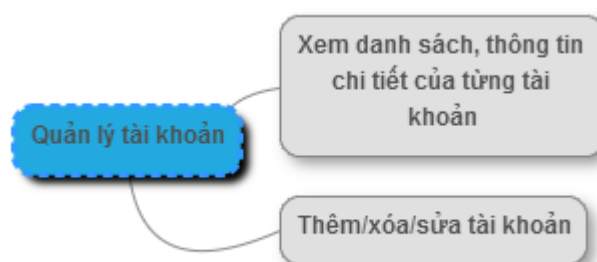 Xem danh sách, thông tin
chi tiết của từng tài
khoản
Quản lý tài khoản
Thêm/xóa/sửa tài khoản